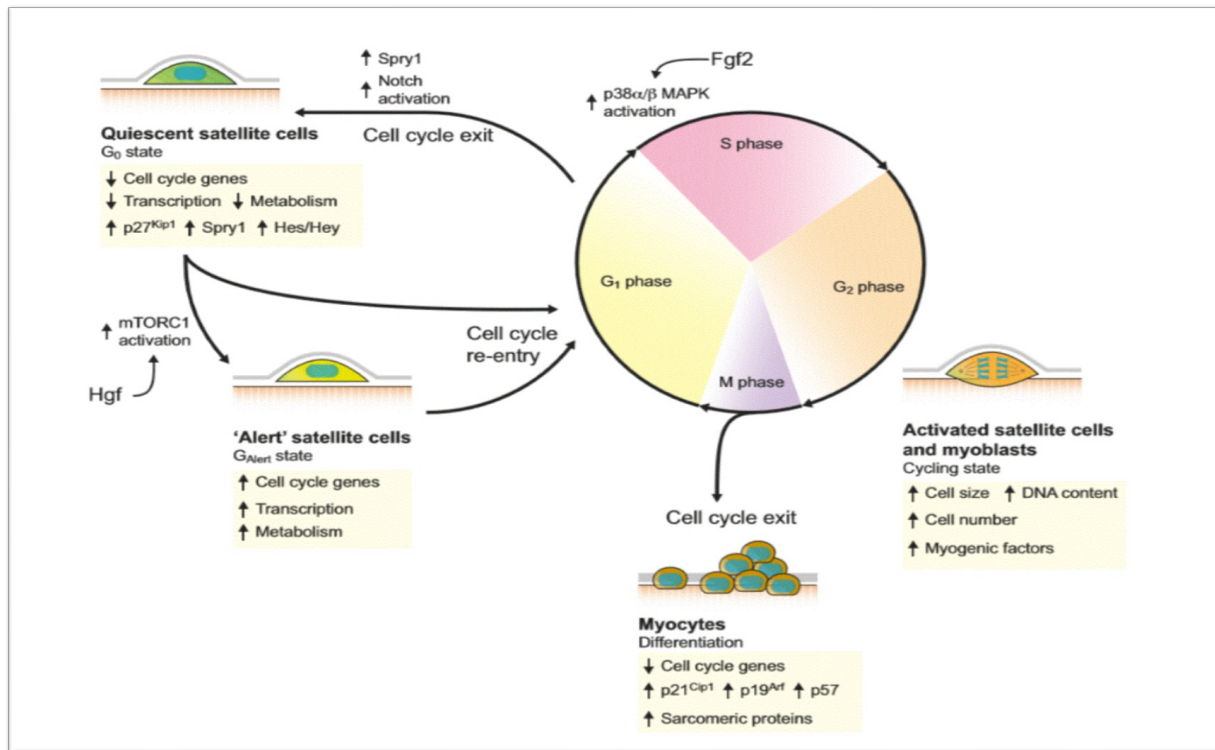 ↑ Spry1
↑ Notch
activation
Cell cycle exit
Fgf2
↑ p38α/β MAPK
activation
Quiescent satellite cells
G₀ state
↓ Cell cycle genes
↓ Transcription ↓ Metabolism
↑ p27ᴷⁱᵖ¹ ↑ Spry1 ↑ Hes/Hey
S phase
G₁ phase
G₂ phase
M phase
↑ mTORC1
activation
Hgf
Cell cycle
re-entry
'Alert' satellite cells
G_Alert state
↑ Cell cycle genes
↑ Transcription
↑ Metabolism
Activated satellite cells
and myoblasts
Cycling state
↑ Cell size ↑ DNA content
↑ Cell number
↑ Myogenic factors
Cell cycle exit
Myocytes
Differentiation
↓ Cell cycle genes
↑ p21ᶜⁱᵖ¹ ↑ p19ᴬʳᶠ ↑ p57
↑ Sarcomeric proteins